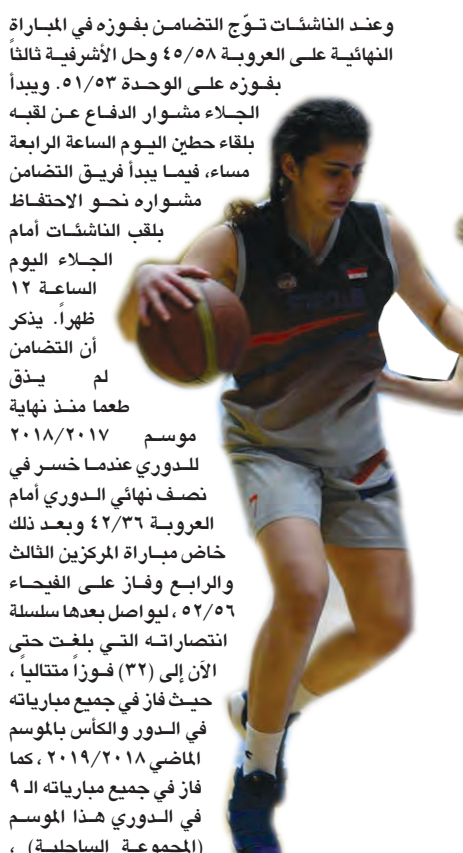 وعند الناشئات توّج التضامن بفوزه في المباراة
النهائية على العروبة ٤٥/٥٨ وحل الأشرفية ثالثاً
بفوزه على الوحدة ٥١/٥٣. ويبدأ
الجلاء مشوار الدفاع عن لقبه
بلقاء حطين اليوم الساعة الرابعة
مساء، فيما يبدأ فريق التضامن
مشواره نحو الاحتفاظ
بلقب الناشئات أمام
الجلاء اليوم
الساعة ١٢
ظهراً. يذكر
أن التضامن
لم يذق
طعما منذ نهاية
موسم ٢٠١٨/٢٠١٧
للدوري عندما خسر في
نصف نهائي الدوري أمام
العروبة ٤٢/٣٦ وبعد ذلك
خاض مباراة المركزين الثالث
والرابع وفاز على الفيحاء
٥٢/٥٦ ، ليواصل بعدها سلسلة
انتصاراته التي بلغت حتى
الآن إلى (٣٢) فوزاً متتالياً ،
حيث فاز في جميع مبارياته
في الدور والكأس بالموسم
الماضي ٢٠١٩/٢٠١٨ ، كما
فاز في جميع مبارياته الـ ٩
في الدوري هذا الموسم
(المجموعة الساحلية) ،